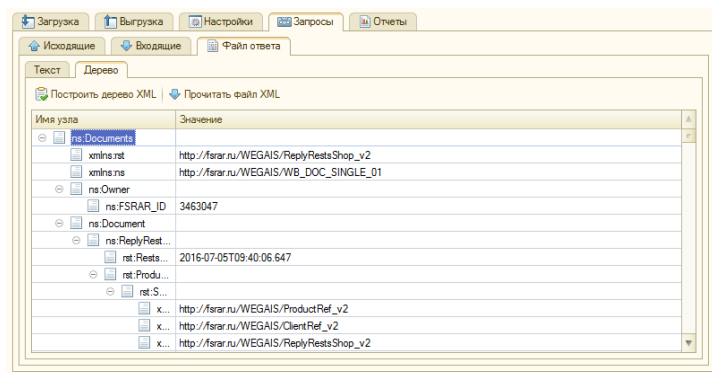 Загрузка Выгрузка Настройки Запросы Отчеты
Исходящие Входящие Файл ответа
Текст Дерево
Построить дерево XML Прочитать файл XML
Имя узла Значение
ns:Documents
xmlns:rst http://fsrar.ru/WEGAIS/ReplyRestsShop_v2
xmlns:ns http://fsrar.ru/WEGAIS/WB_DOC_SINGLE_01
ns:Owner
ns:FSRAR_ID 3463047
ns:Document
ns:ReplyRest...
rst:Rests... 2016-07-05T09:40:06.647
rst:Produ...
rst:S...
x... http://fsrar.ru/WEGAIS/ProductRef_v2
x... http://fsrar.ru/WEGAIS/ClientRef_v2
x... http://fsrar.ru/WEGAIS/ReplyRestsShop_v2